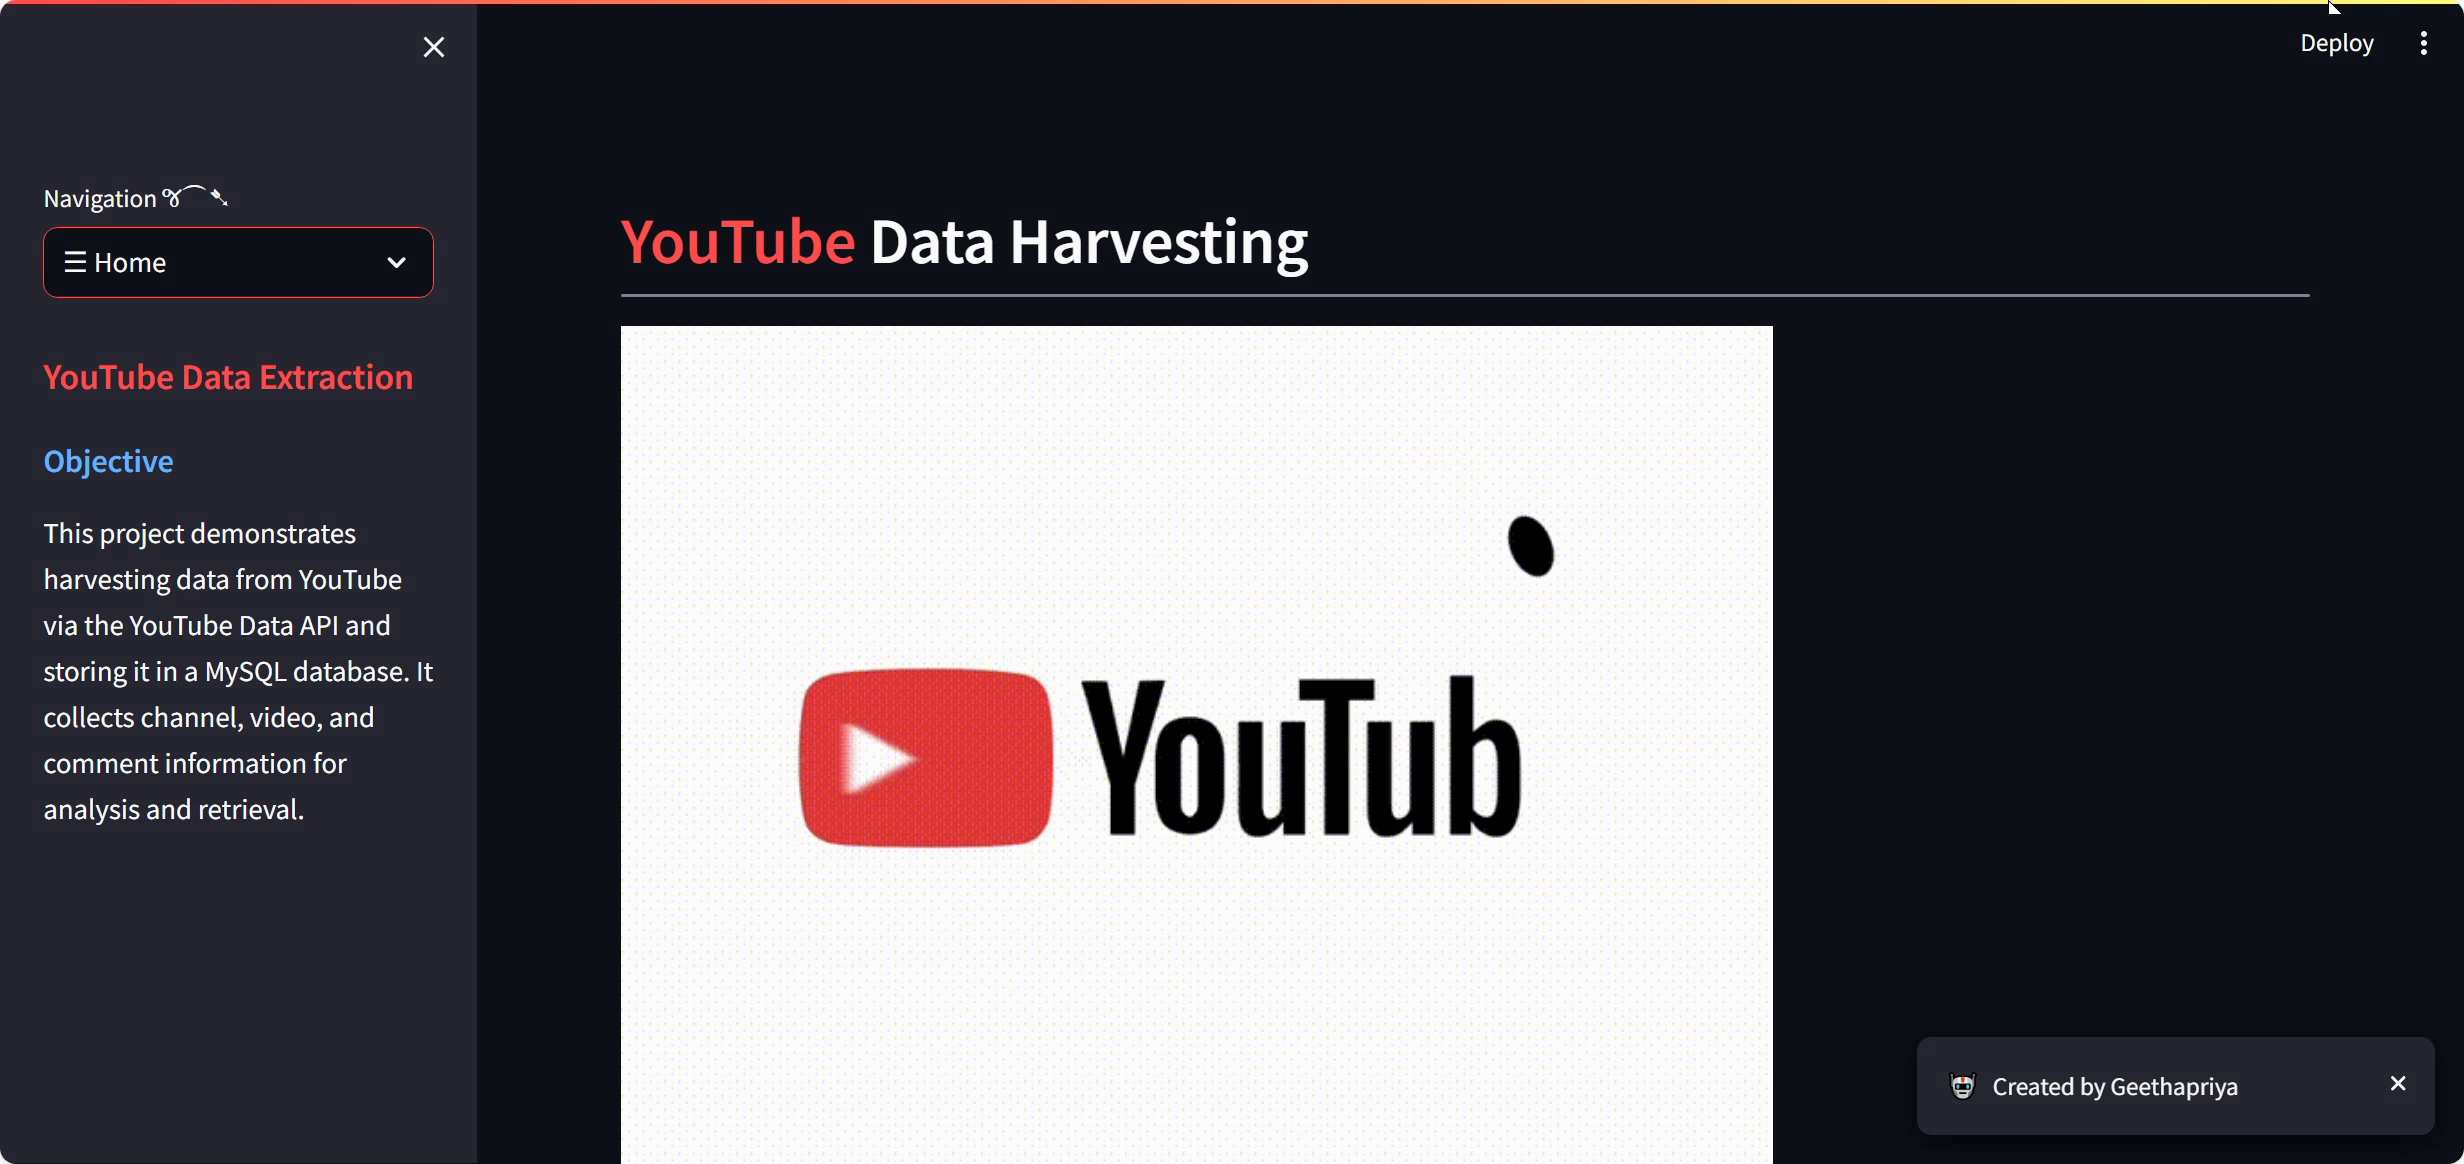 Deploy
Navigation
☰ Home
YouTube Data Extraction
Objective
This project demonstrates
harvesting data from YouTube
via the YouTube Data API and
storing it in a MySQL database. It
collects channel, video, and
comment information for
analysis and retrieval.
YouTube Data Harvesting
YouTub
Created by Geethapriya